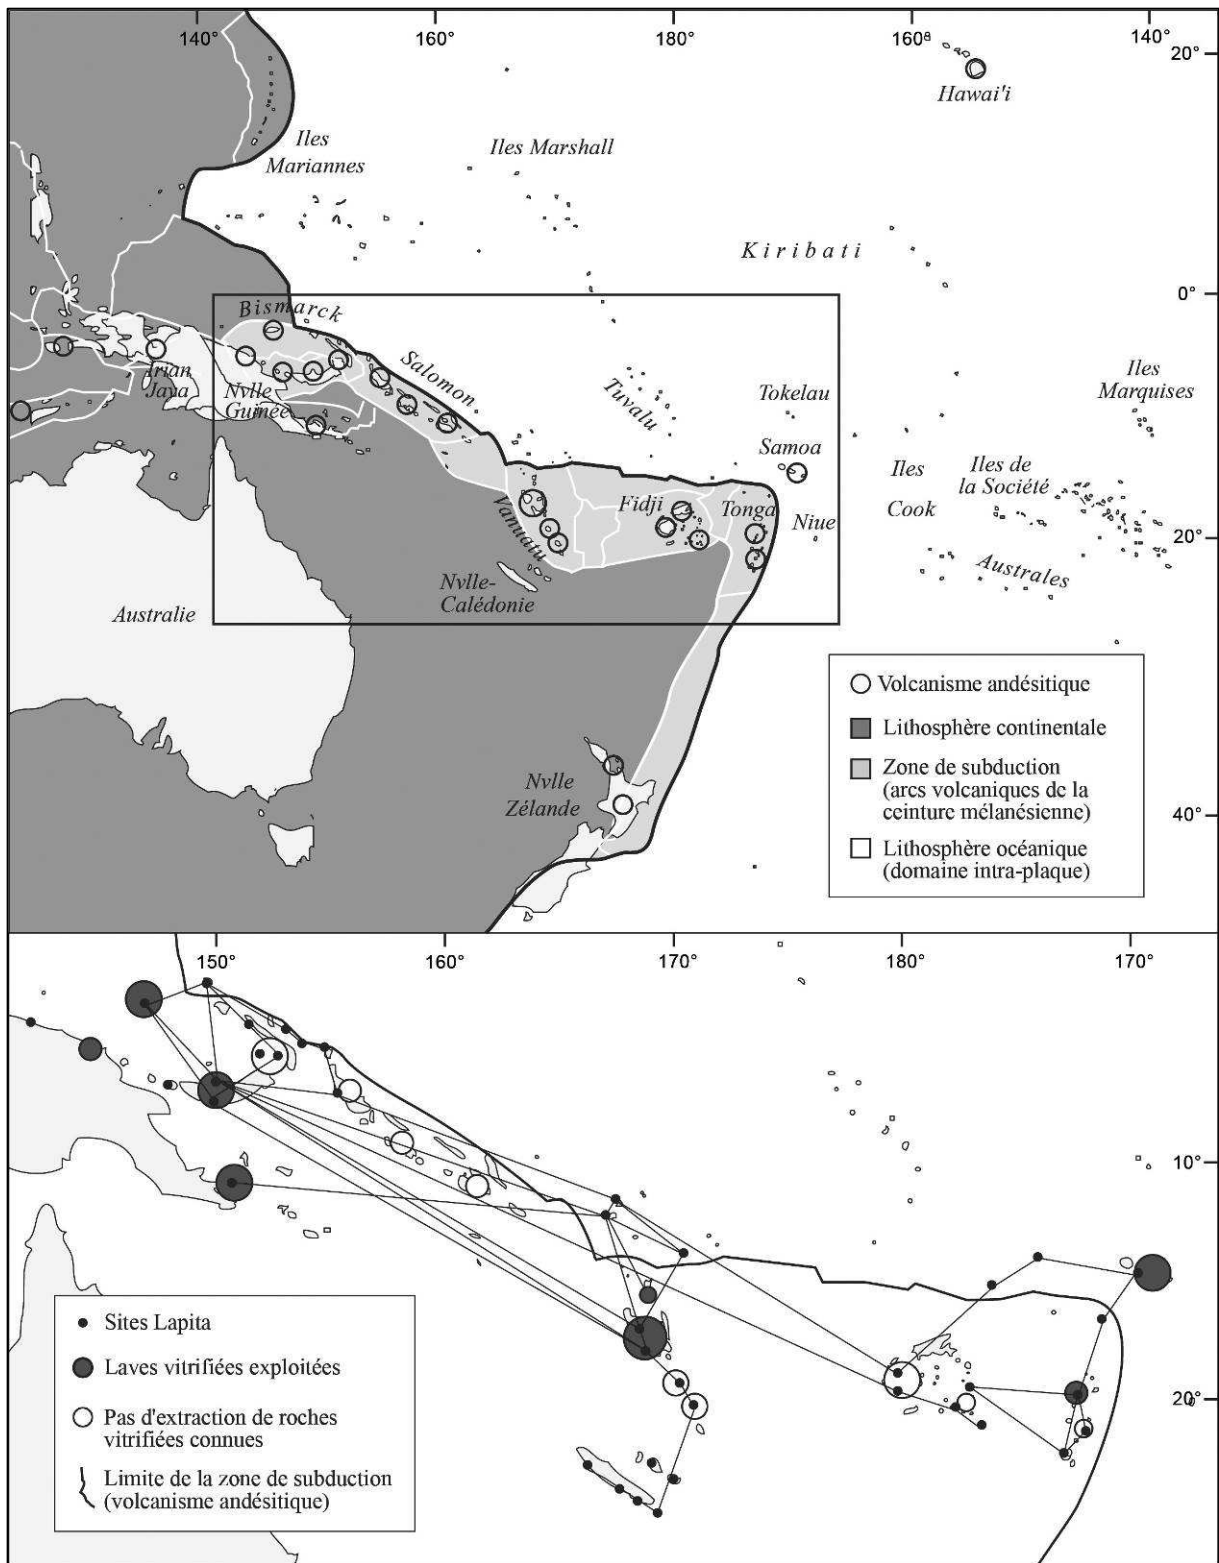 140°
160°
180°
160°
140°
20°
Hawai'i
Iles
Mariannes
Iles Marshall
Kiribati
0°
Bismarck
Irian
Jaya
Nvlle
Guinée
Salomon
Tuvalu
Tokelau
Iles
Marquises
Samoa
Iles
Cook
Iles de
la Société
Vanuatu
Fidji
Tonga
Niue
20°
Australes
Nvlle-
Calédonie
Australie
Nvlle
Zélande
40°
Volcanisme andésitique
Lithosphère continentale
Zone de subduction
(arcs volcaniques de la
ceinture mélanésienne)
Lithosphère océanique
(domaine intra-plaque)
150°
160°
170°
180°
170°
10°
20°
Sites Lapita
Laves vitrifiées exploitées
Pas d'extraction de roches
vitrifiées connues
Limite de la zone de subduction
(volcanisme andésitique)